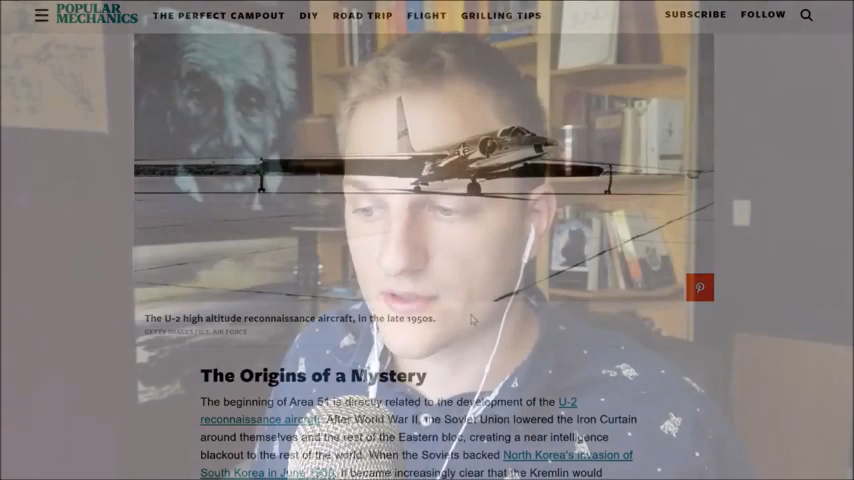 POPULAR
MECHANICS
THE PERFECT CAMPOUT DIY ROAD TRIP FLIGHT GRILLING TIPS
SUBSCRIBE FOLLOW
The U-2 high altitude reconnaissance aircraft, in the late 1950s.
GETTY IMAGES / U.S. AIR FORCE
The Origins of a Mystery
The beginning of Area 51 is directly related to the development of the U-2
reconnaissance aircraft. After World War II, the Soviet Union lowered the Iron Curtain
around themselves and the rest of the Eastern bloc, creating a near intelligence
blackout to the rest of the world. When the Soviets backed North Korea's invasion of
South Korea in June 1950, it became increasingly clear that the Kremlin would